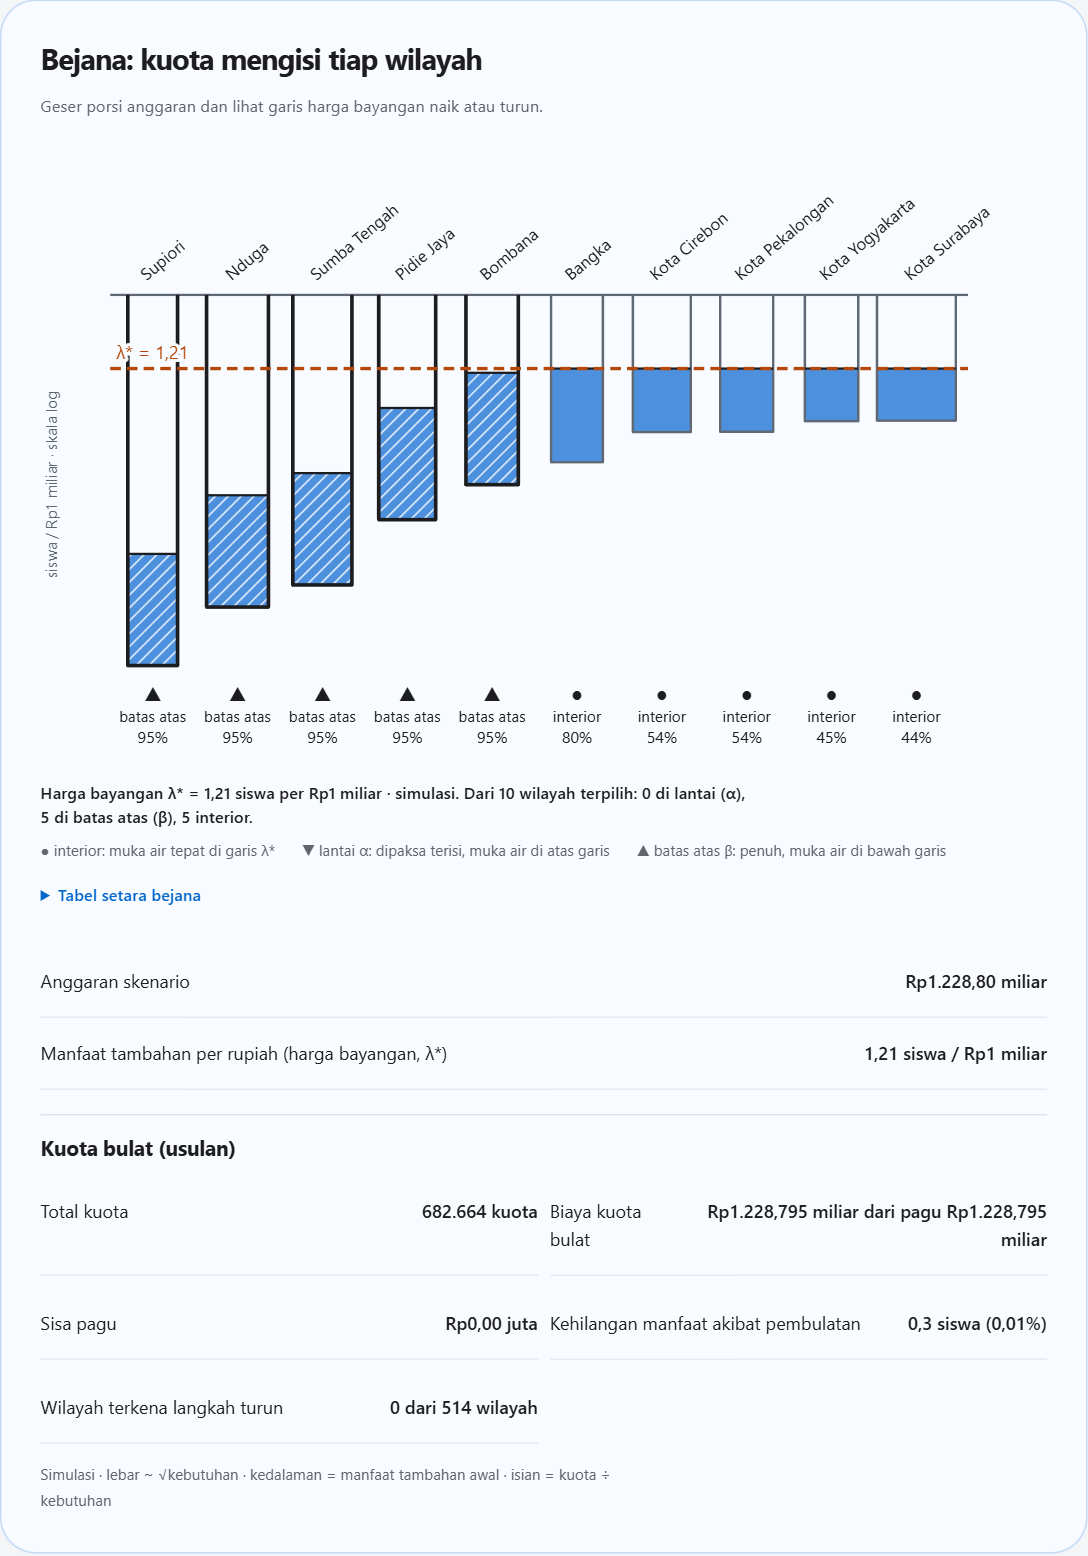 Bejana: kuota mengisi tiap wilayah
Geser porsi anggaran dan lihat garis harga bayangan naik atau turun.
Supiori
Nduga
Sumba Tengah
Pidie Jaya
Bombana
Bangka
Kota Cirebon
Kota Pekalongan
Kota Yogyakarta
Kota Surabaya
λ* = 1,21
siswa / Rp1 miliar · skala log
▲ ▲ ▲ ▲ ▲ ● ● ● ● ●
batas atas batas atas batas atas batas atas batas atas interior interior interior interior interior
95% 95% 95% 95% 95% 80% 54% 54% 45% 44%
Harga bayangan λ* = 1,21 siswa per Rp1 miliar · simulasi. Dari 10 wilayah terpilih: 0 di lantai (α),
5 di batas atas (β), 5 interior.
● interior: muka air tepat di garis λ* ▼ lantai α: dipaksa terisi, muka air di atas garis ▲ batas atas β: penuh, muka air di bawah garis
▶ Tabel setara bejana
Anggaran skenario Rp1.228,80 miliar
Manfaat tambahan per rupiah (harga bayangan, λ*) 1,21 siswa / Rp1 miliar
Kuota bulat (usulan)
Total kuota 682.664 kuota
Biaya kuota Rp1.228,795 miliar dari pagu Rp1.228,795
bulat miliar
Sisa pagu Rp0,00 juta
Kehilangan manfaat akibat pembulatan 0,3 siswa (0,01%)
Wilayah terkena langkah turun 0 dari 514 wilayah
Simulasi · lebar ~ √kebutuhan · kedalaman = manfaat tambahan awal · isian = kuota ÷
kebutuhan